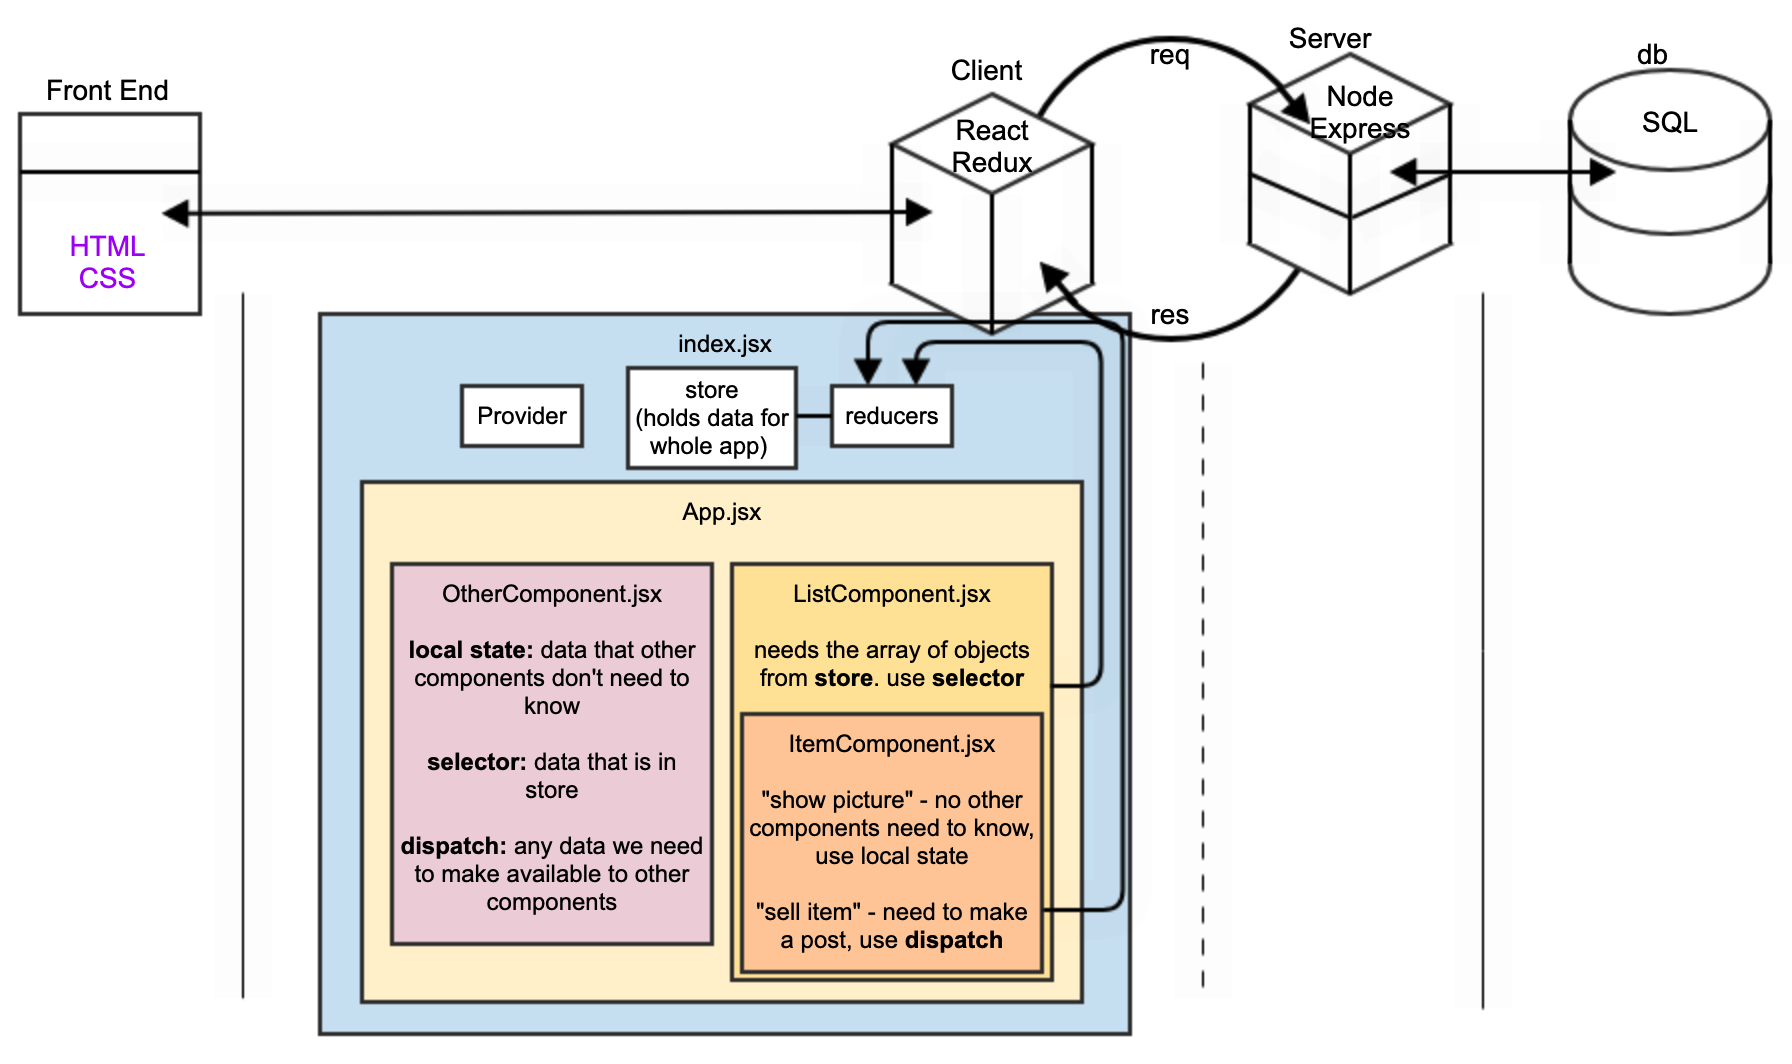 Front End
HTML
CSS
Client
React
Redux
req
res
Server
Node
Express
db
SQL
index.jsx
Provider
store
(holds data for
whole app)
reducers
App.jsx
OtherComponent.jsx
local state: data that other
components don't need to
know
selector: data that is in
store
dispatch: any data we need
to make available to other
components
ListComponent.jsx
needs the array of objects
from store. use selector
ItemComponent.jsx
"show picture" - no other
components need to know,
use local state
"sell item" - need to make
a post, use dispatch